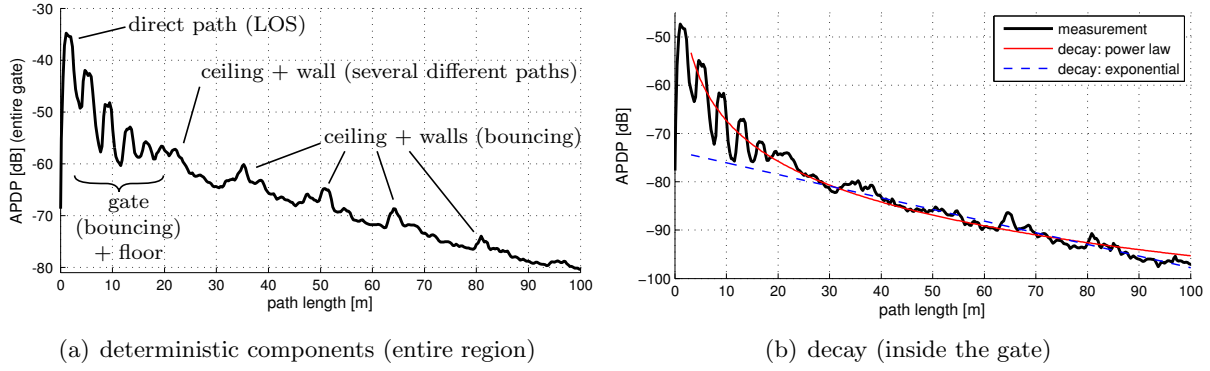 -30
-40
-50
-60
-70
-80
APDP [dB] (entire gate)
direct path (LOS)
ceiling + wall (several different paths)
ceiling + walls (bouncing)
gate
(bouncing)
+ floor
0 10 20 30 40 50 60 70 80 90 100
path length [m]
(a) deterministic components (entire region)
−50
−60
−70
−80
−90
−100
APDP [dB]
measurement
decay: power law
decay: exponential
0 10 20 30 40 50 60 70 80 90 100
path length [m]
(b) decay (inside the gate)